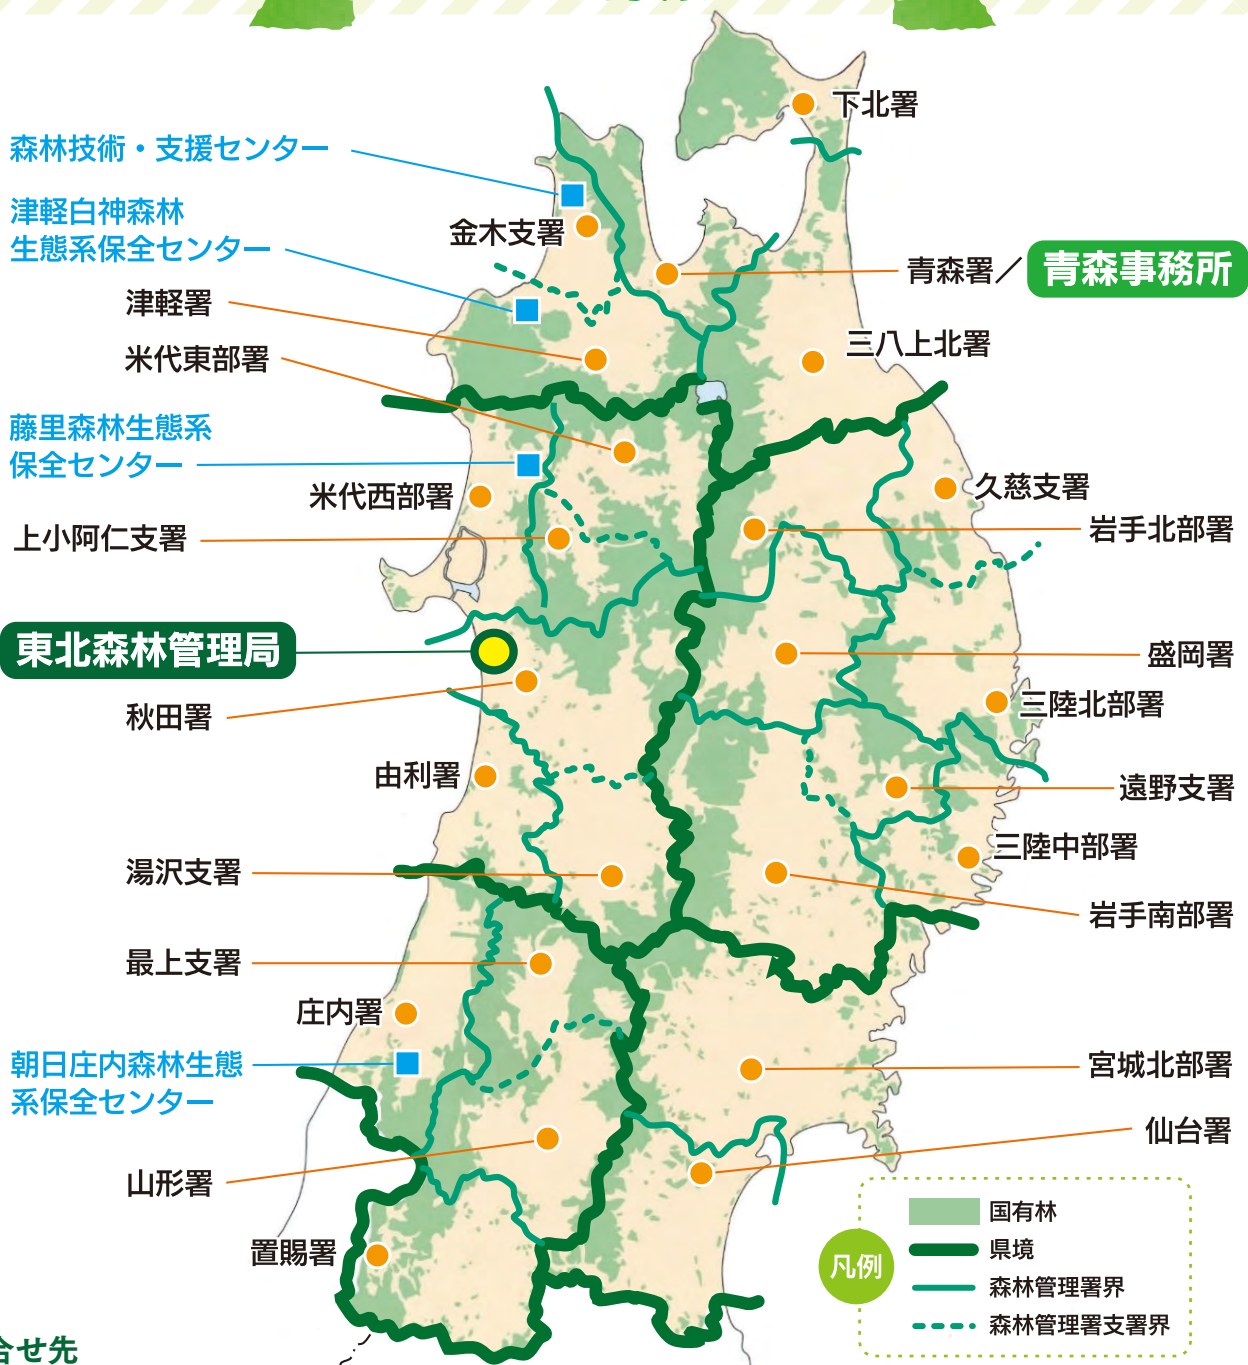 下北署
森林技術・支援センター
津軽白神森林
生態系保全センター
金木支署
青森署／青森事務所
津軽署
三八上北署
米代東部署
藤里森林生態系
保全センター
米代西部署
久慈支署
岩手北部署
上小阿仁支署
東北森林管理局
盛岡署
秋田署
三陸北部署
由利署
遠野支署
三陸中部署
湯沢支署
岩手南部署
最上支署
庄内署
朝日庄内森林生態
系保全センター
宮城北部署
仙台署
山形署
置賜署
凡例
国有林
県境
森林管理署界
森林管理署支署界
合せ先